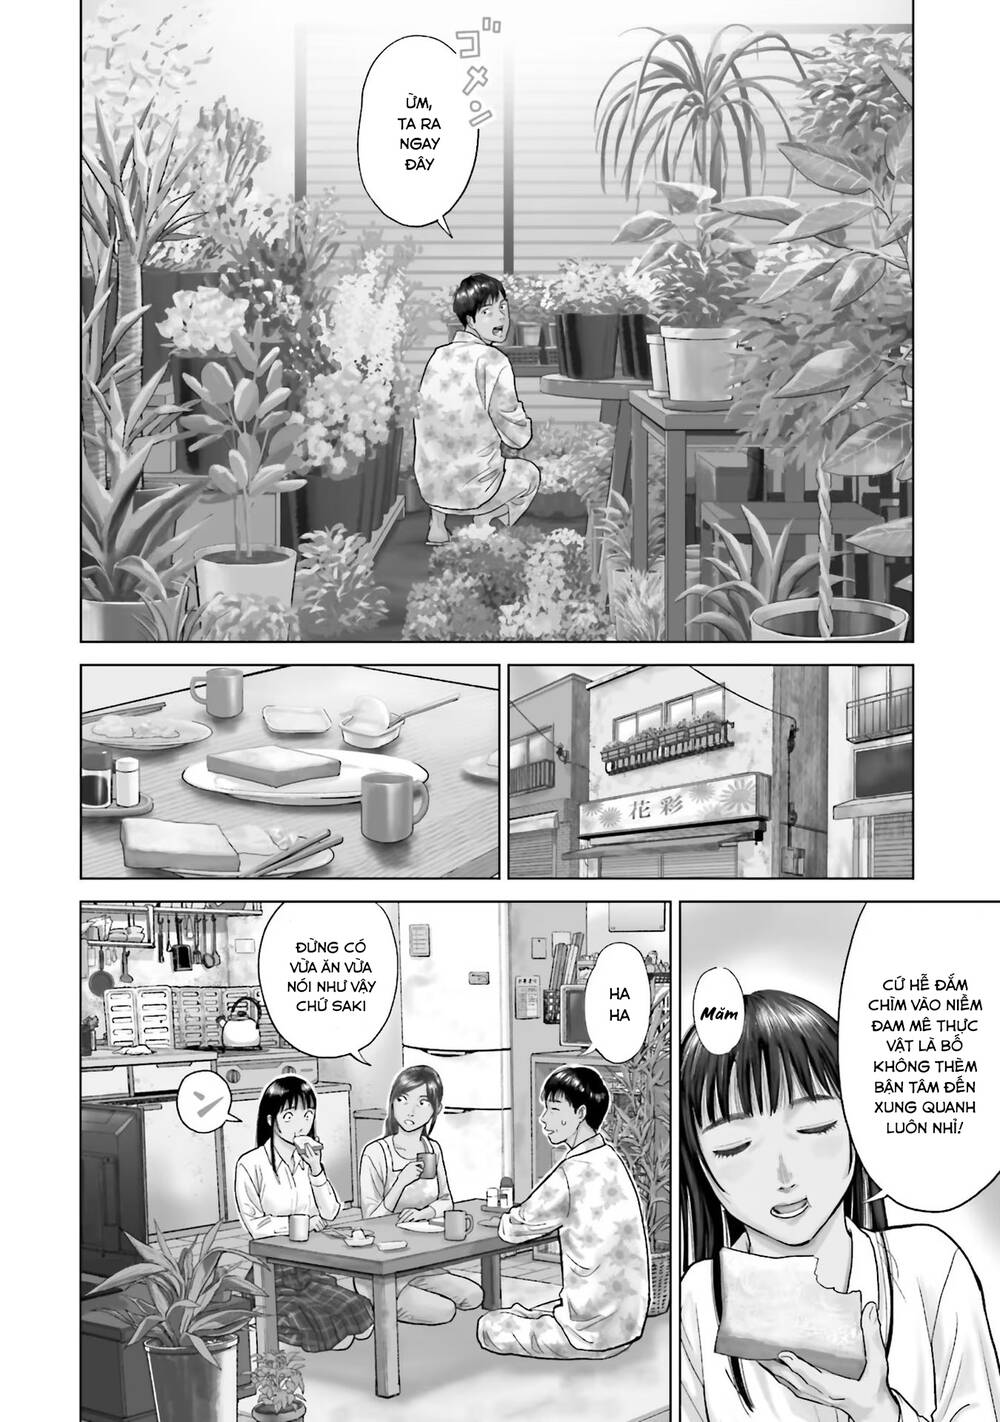 ゴメン
ỪM,
TA RA
NGAY
ĐÂY
花彩
CỨ HỄ ĐẮM
CHÌM VÀO NIỀM
ĐAM MÊ THỰC
VẬT LÀ BỐ
KHÔNG THÈM
BẬN TÂM ĐẾN
XUNG QUANH
LUÔN NHỈ!
Măm
HA
HA
ĐỪNG CÓ
VỪA ĂN VỪA
NÓI NHƯ VẬY
CHỨ SAKI
ン